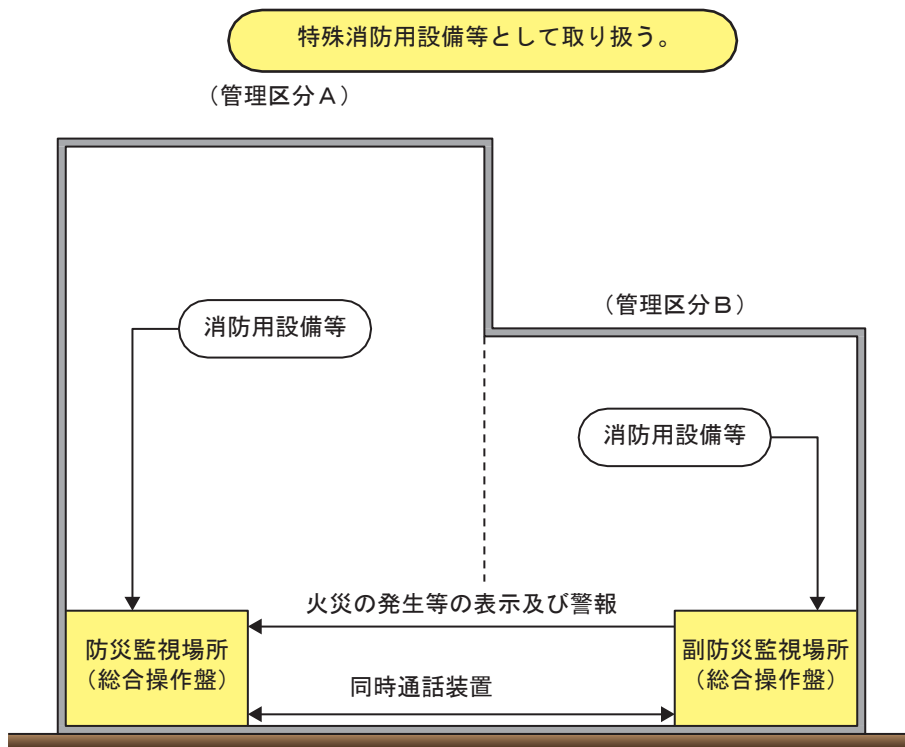 特殊消防用設備等として取り扱う。
（管理区分Ａ）
（管理区分Ｂ）
消防用設備等
消防用設備等
火災の発生等の表示及び警報
防災監視場所
（総合操作盤）
副防災監視場所
（総合操作盤）
同時通話装置